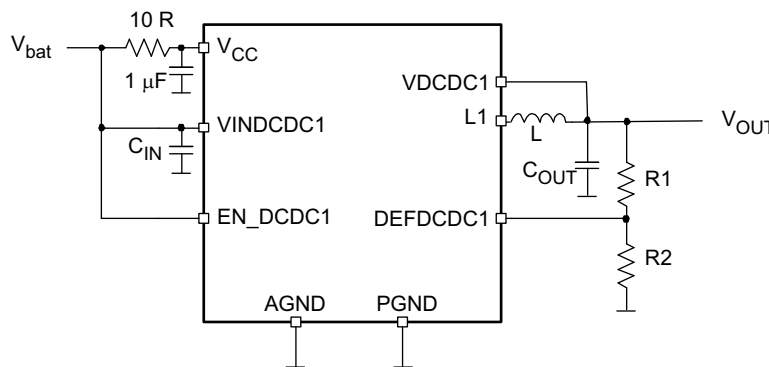 10 R
V_bat
V_CC
1 μF
VDCDC1
L1
L
V_OUT
VINDCDC1
C_IN
C_OUT
R1
EN_DCDC1
DEFDCDC1
R2
AGND
PGND